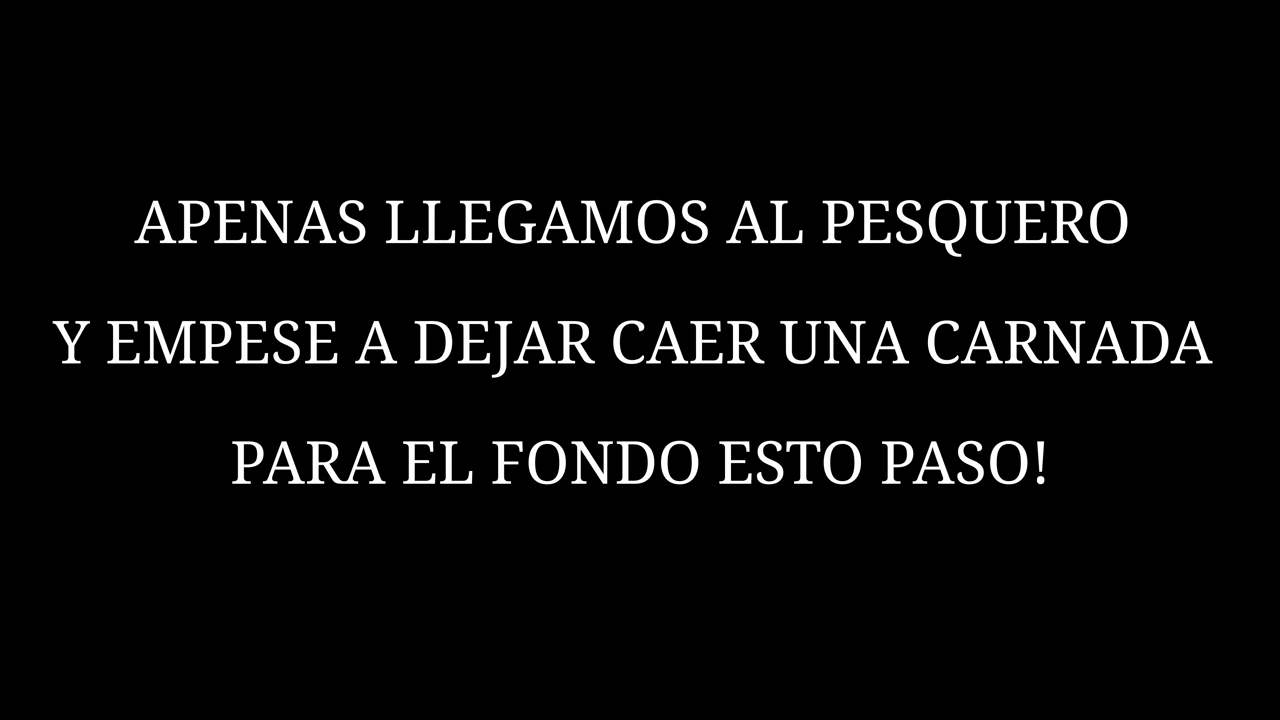 APENAS LLEGAMOS AL PESQUERO
Y EMPESE A DEJAR CAER UNA CARNADA
PARA EL FONDO ESTO PASO!